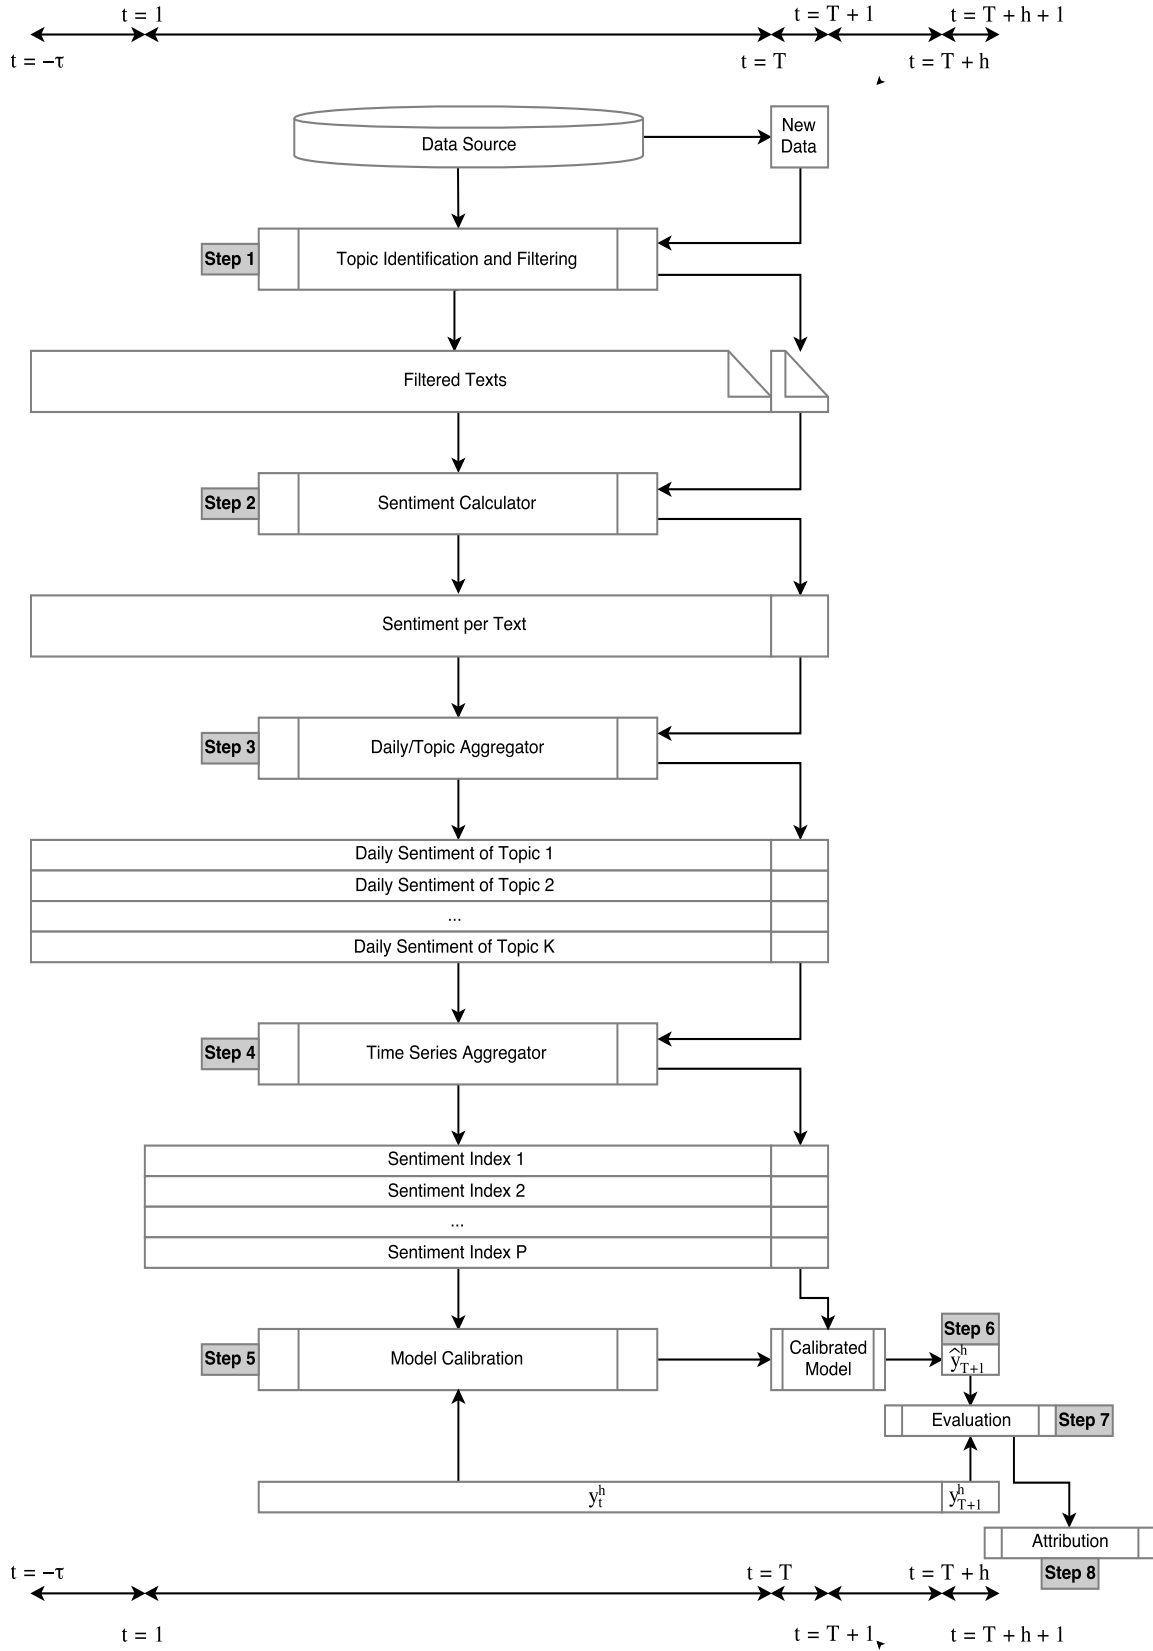 t = 1
t = T + 1
t = T + h + 1
t = −τ
t = T
t = T + h
Data Source
New
Data
Step 1
Topic Identification and Filtering
Filtered Texts
Step 2
Sentiment Calculator
Sentiment per Text
Step 3
Daily/Topic Aggregator
Daily Sentiment of Topic 1
Daily Sentiment of Topic 2
...
Daily Sentiment of Topic K
Step 4
Time Series Aggregator
Sentiment Index 1
Sentiment Index 2
...
Sentiment Index P
Step 5
Model Calibration
Calibrated
Model
Step 6
ŷ^h_{T+1}
Evaluation
Step 7
y^h_t
y^h_{T+1}
Attribution
Step 8
t = −τ
t = T
t = T + h
t = 1
t = T + 1
t = T + h + 1